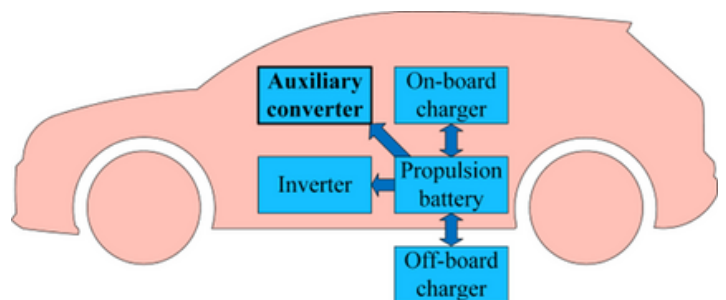 Auxiliary
converter
On-board
charger
Inverter
Propulsion
battery
Off-board
charger